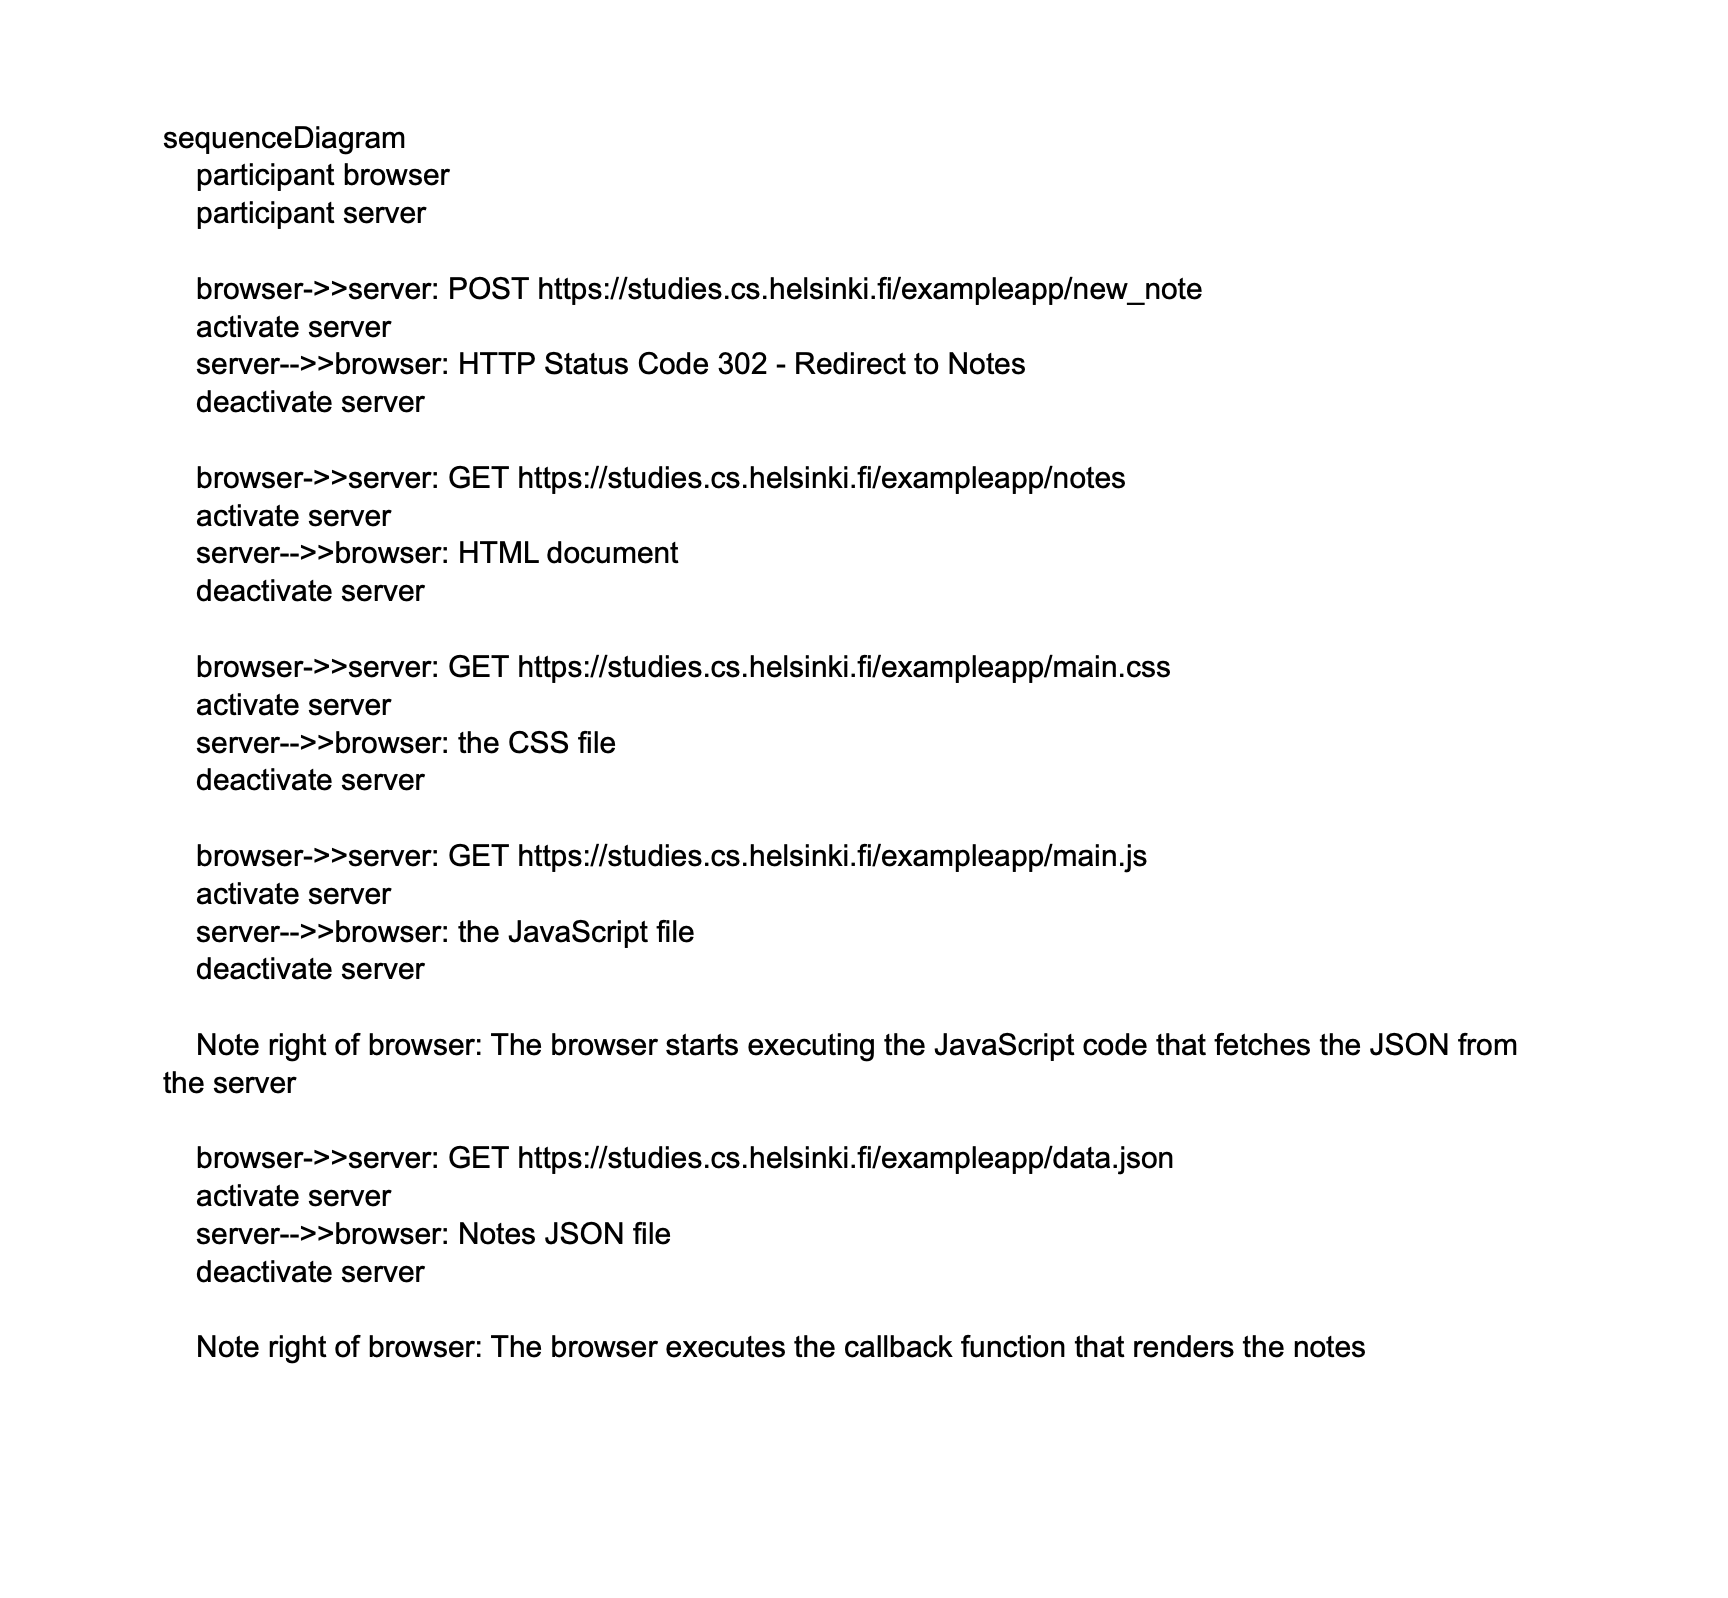 sequenceDiagram
    participant browser
    participant server

    browser->>server: POST https://studies.cs.helsinki.fi/exampleapp/new_note
    activate server
    server-->>browser: HTTP Status Code 302 - Redirect to Notes
    deactivate server

    browser->>server: GET https://studies.cs.helsinki.fi/exampleapp/notes
    activate server
    server-->>browser: HTML document
    deactivate server

    browser->>server: GET https://studies.cs.helsinki.fi/exampleapp/main.css
    activate server
    server-->>browser: the CSS file
    deactivate server

    browser->>server: GET https://studies.cs.helsinki.fi/exampleapp/main.js
    activate server
    server-->>browser: the JavaScript file
    deactivate server

    Note right of browser: The browser starts executing the JavaScript code that fetches the JSON from
the server

    browser->>server: GET https://studies.cs.helsinki.fi/exampleapp/data.json
    activate server
    server-->>browser: Notes JSON file
    deactivate server

    Note right of browser: The browser executes the callback function that renders the notes